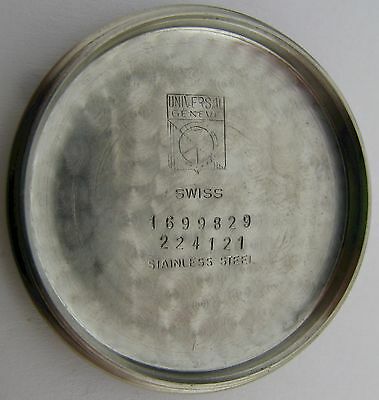 UNIVERSAL
GENEVE
SWISS
1699829
224121
STAINLESS STEEL